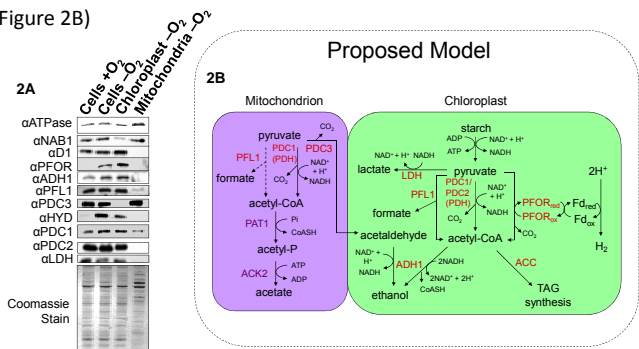 Figure 2B)
2A
Cells +O2
Cells –O2
Chloroplast –O2
Mitochondria –O2
αATPase
αNAB1
αD1
αPFOR
αADH1
αPFL1
αPDC3
αHYD
αPDC1
αPDC2
αLDH
Coomassie
Stain
Proposed Model
2B
Mitochondrion
Chloroplast
pyruvate
CO2
PDC1
(PDH)
PDC3
PFL1
NAD+
+ H+
NADH
CO2
formate
acetyl-CoA
PAT1
Pi
CoASH
acetyl-P
ACK2
ATP
ADP
acetate
starch
ADP
NAD+ + H+
ATP
NADH
NAD+ + H+ NADH
lactate
LDH
pyruvate
2H+
PFL1
PDC1/
PDC2
(PDH)
NAD+
+ H+
NADH
CO2
PFORred
PFORox
Fdred
Fdox
formate
CO2
H2
acetaldehyde
acetyl-CoA
NAD+ +
H+
NADH
ADH1
2NADH
2NAD+ + 2H+
CoASH
ACC
ethanol
TAG
synthesis